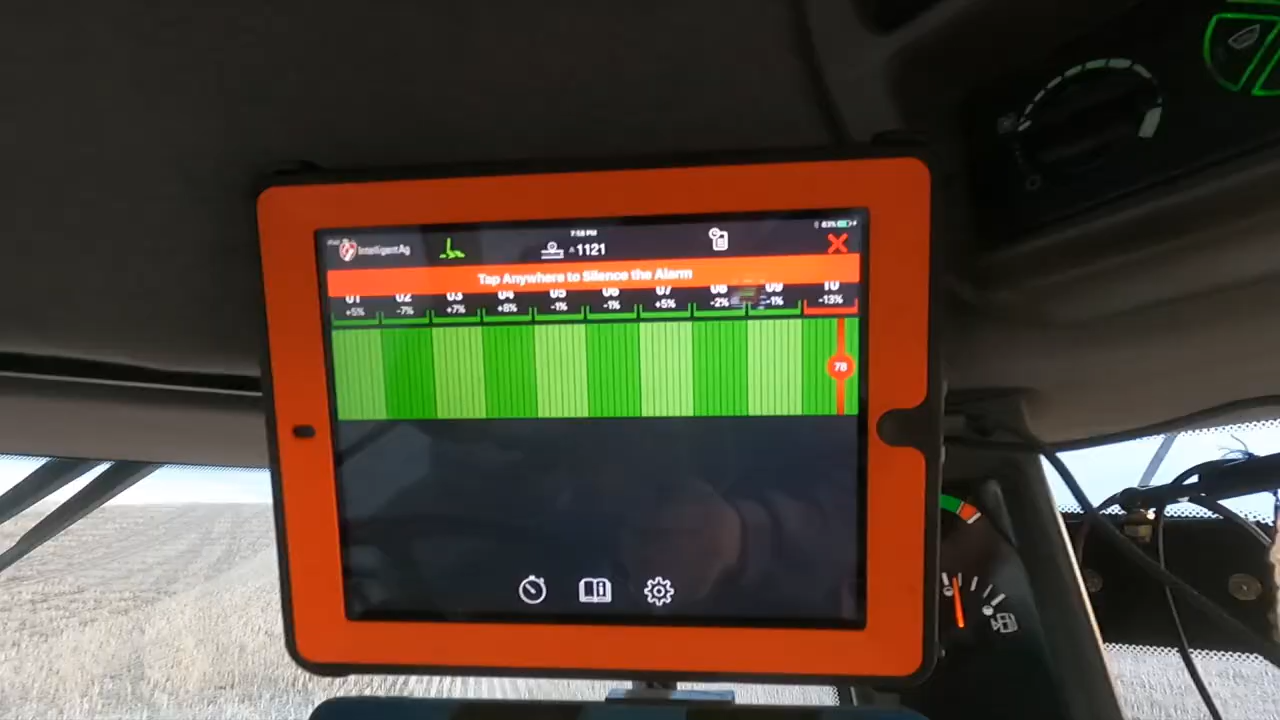 7:58 PM
83%
Intelligent Ag
1121
Tap Anywhere to Silence the Alarm
01 02 03 04 05 06 07 08 09 10
+5% -7% +7% +8% -1% -1% +5% -2% -1% -13%
78